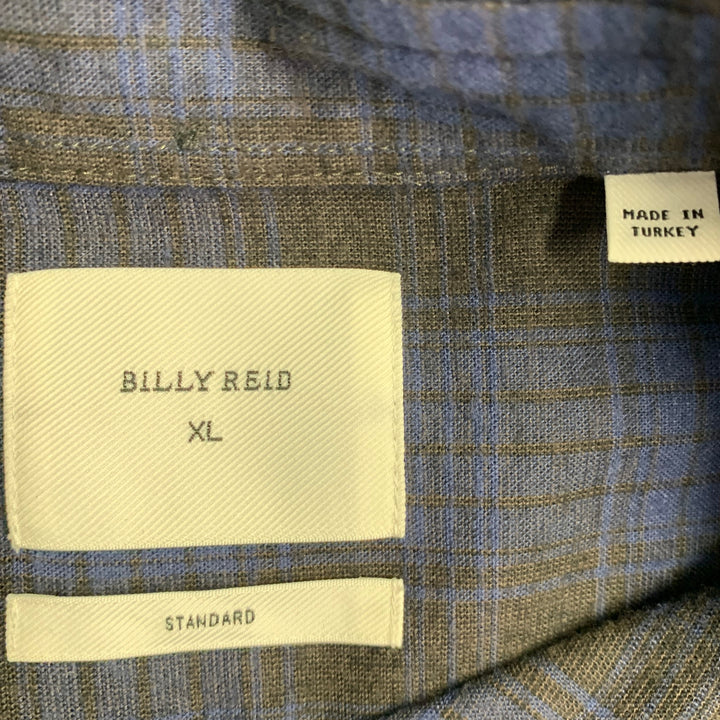 MADE IN
TURKEY
BILLY REID
XL
STANDARD